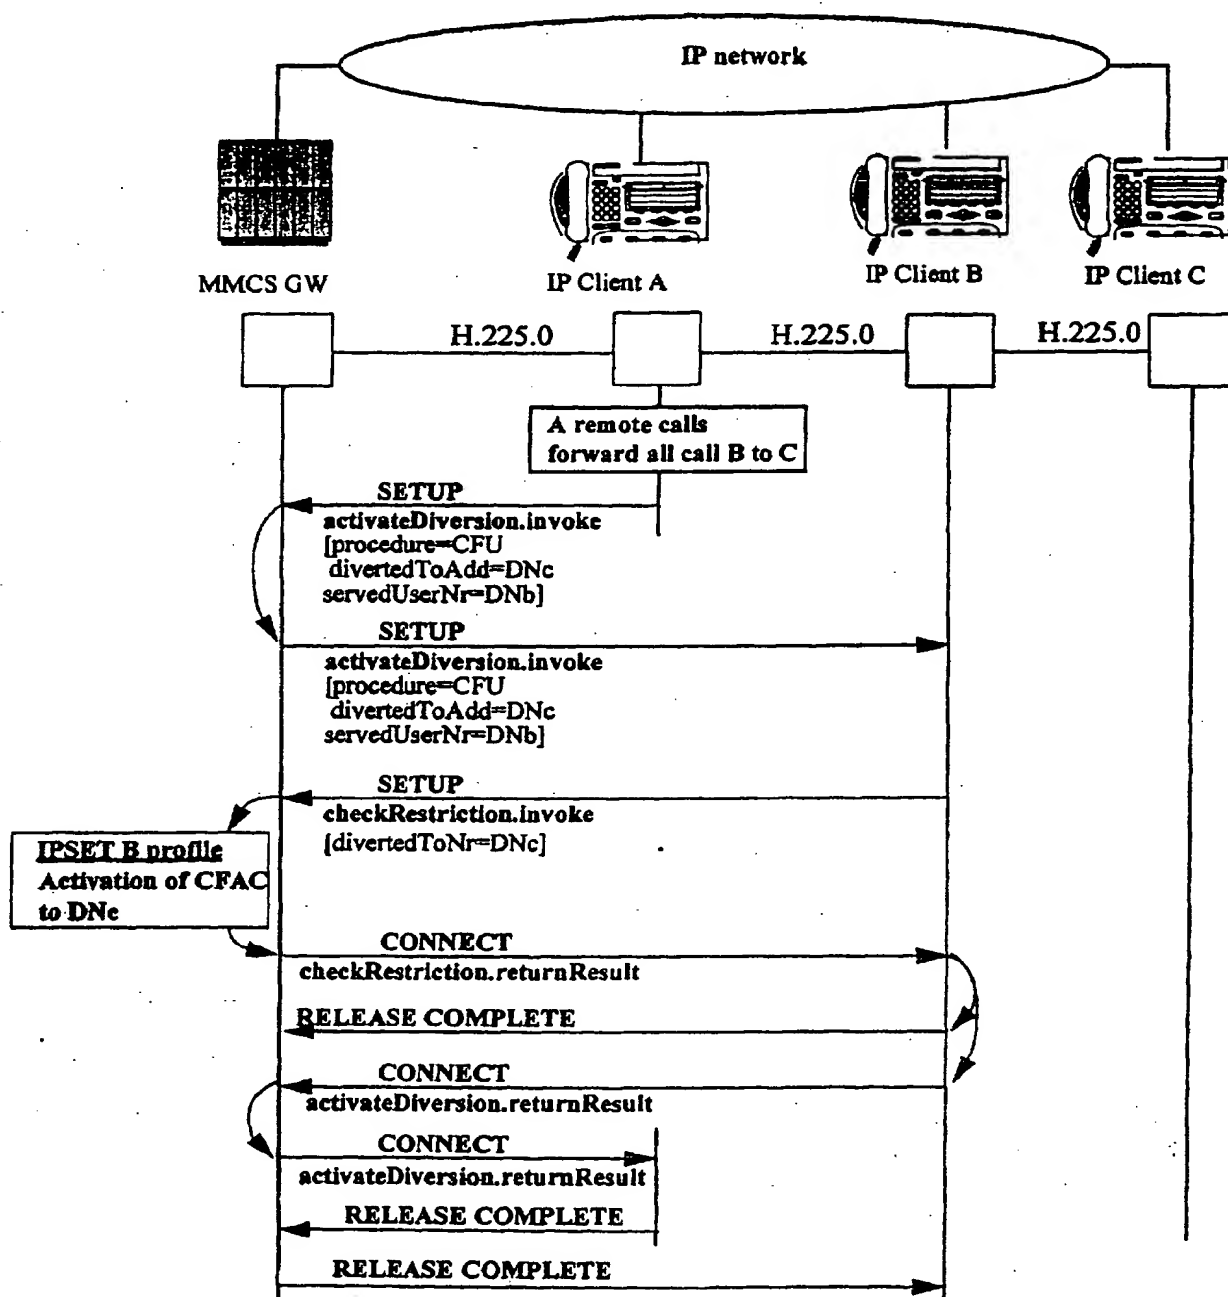 IP network
MMCS GW
IP Client A
IP Client B
IP Client C
H.225.0
H.225.0
H.225.0
A remote calls
forward all call B to C
SETUP
activateDiversion.invoke
[procedure=CFU
divertedToAdd=DNc
servedUserNr=DNb]
SETUP
activateDiversion.invoke
[procedure=CFU
divertedToAdd=DNc
servedUserNr=DNb]
SETUP
checkRestriction.invoke
[divertedToNr=DNc]
IPSET B profile
Activation of CFAC
to DNc
CONNECT
checkRestriction.returnResult
RELEASE COMPLETE
CONNECT
activateDiversion.returnResult
CONNECT
activateDiversion.returnResult
RELEASE COMPLETE
RELEASE COMPLETE